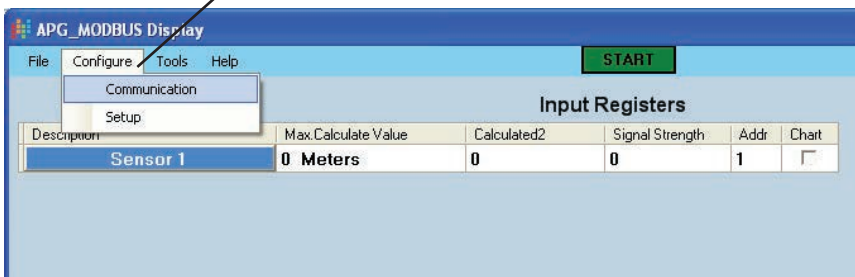 APG_MODBUS Display
File Configure Tools Help START
Communication
Setup
Input Registers
Description Max.Calculate Value Calculated2 Signal Strength Addr Chart
Sensor 1 0 Meters 0 0 1